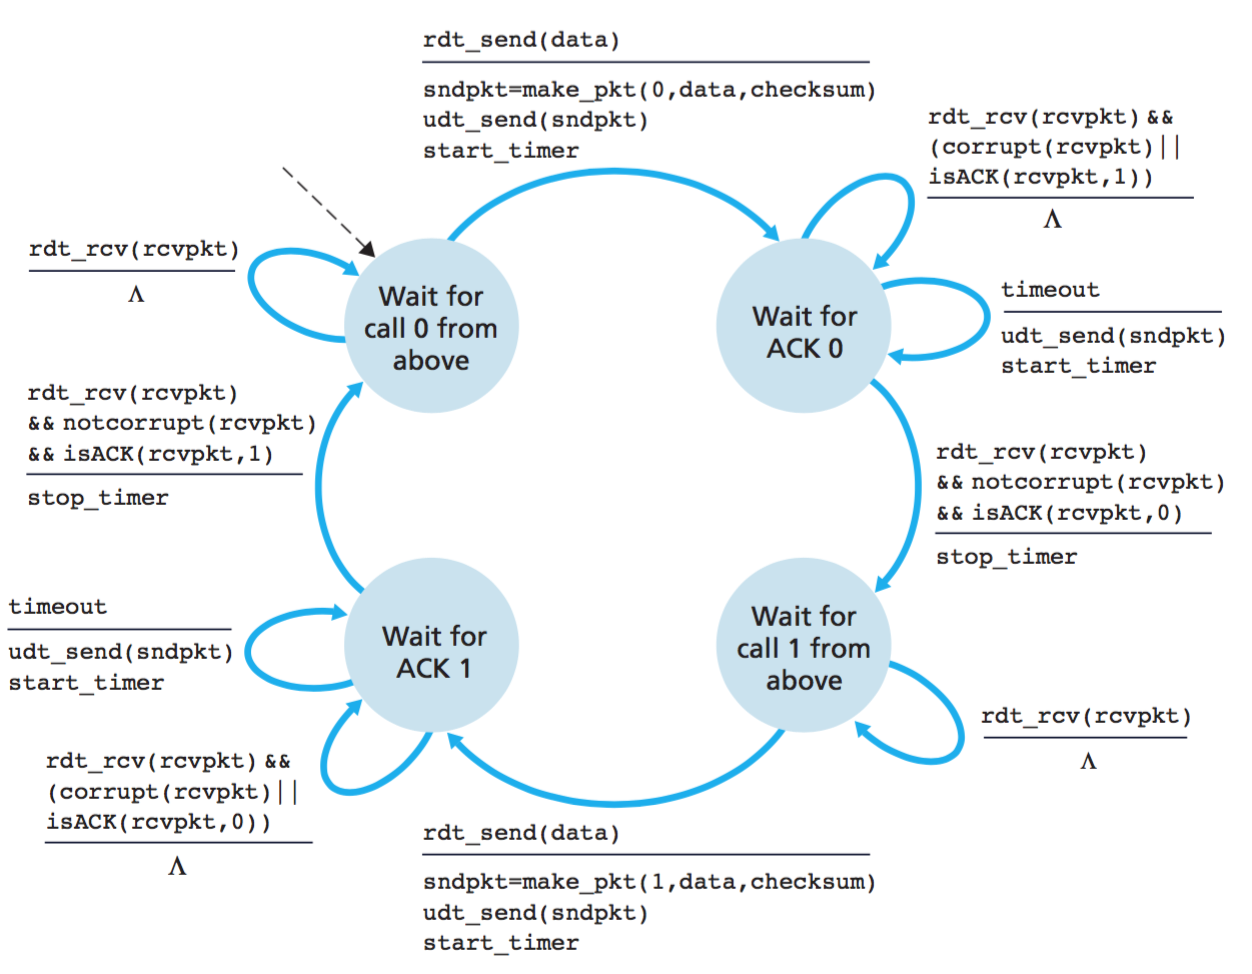 rdt_send(data)
sndpkt=make_pkt(0,data,checksum)
udt_send(sndpkt)
start_timer
rdt_rcv(rcvpkt) &&
(corrupt(rcvpkt)||
isACK(rcvpkt,1))
Λ
rdt_rcv(rcvpkt)
Λ
Wait for
call 0 from
above
Wait for
ACK 0
timeout
udt_send(sndpkt)
start_timer
rdt_rcv(rcvpkt)
&& notcorrupt(rcvpkt)
&& isACK(rcvpkt,1)
stop_timer
rdt_rcv(rcvpkt)
&& notcorrupt(rcvpkt)
&& isACK(rcvpkt,0)
stop_timer
timeout
udt_send(sndpkt)
start_timer
Wait for
ACK 1
Wait for
call 1 from
above
rdt_rcv(rcvpkt)
Λ
rdt_rcv(rcvpkt) &&
(corrupt(rcvpkt)||
isACK(rcvpkt,0))
Λ
rdt_send(data)
sndpkt=make_pkt(1,data,checksum)
udt_send(sndpkt)
start_timer